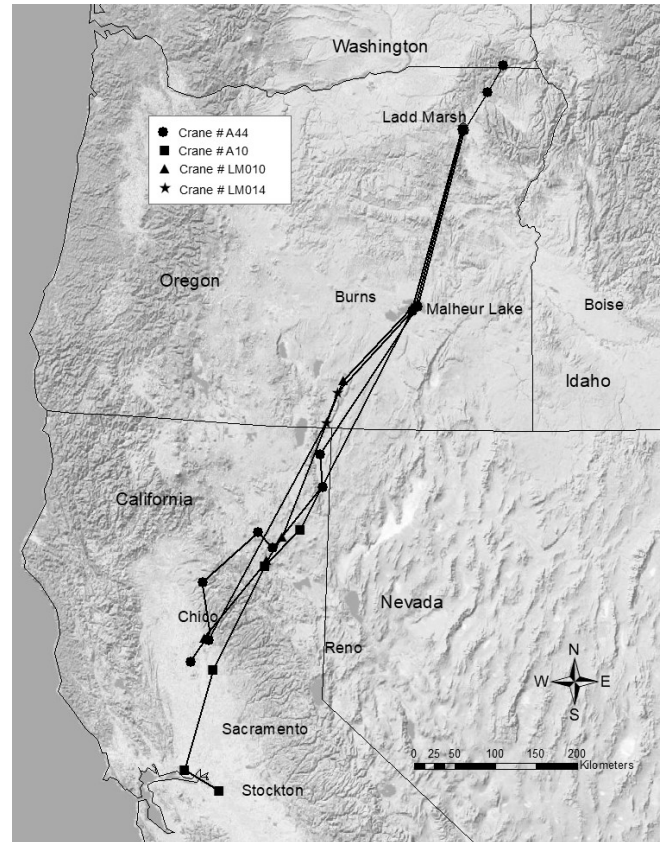 Washington
Ladd Marsh
Crane # A44
Crane # A10
Crane # LM010
Crane # LM014
Oregon
Burns
Malheur Lake
Boise
Idaho
California
Nevada
Chico
Reno
N
W
E
S
Sacramento
0 25 50 100 150 200
Kilometers
Stockton